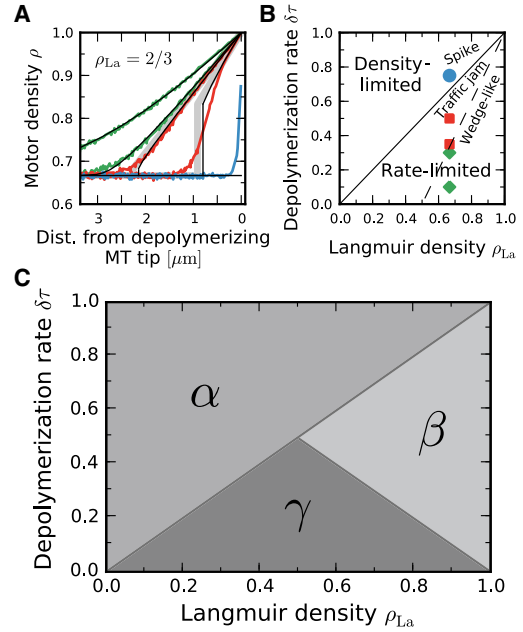 A
ρLa = 2/3
Motor density ρ
1.0
0.9
0.8
0.7
0.6
3
2
1
0
Dist. from depolymerizing
MT tip [μm]
B
Density-
limited
Spike
Traffic jam
Wedge-like
Rate-limited
Depolymerization rate δτ
1.0
0.8
0.6
0.4
0.2
0.0
0.0
0.2
0.4
0.6
0.8
1.0
Langmuir density ρLa
C
α
β
γ
Depolymerization rate δτ
1.0
0.8
0.6
0.4
0.2
0.0
0.0
0.2
0.4
0.6
0.8
1.0
Langmuir density ρLa